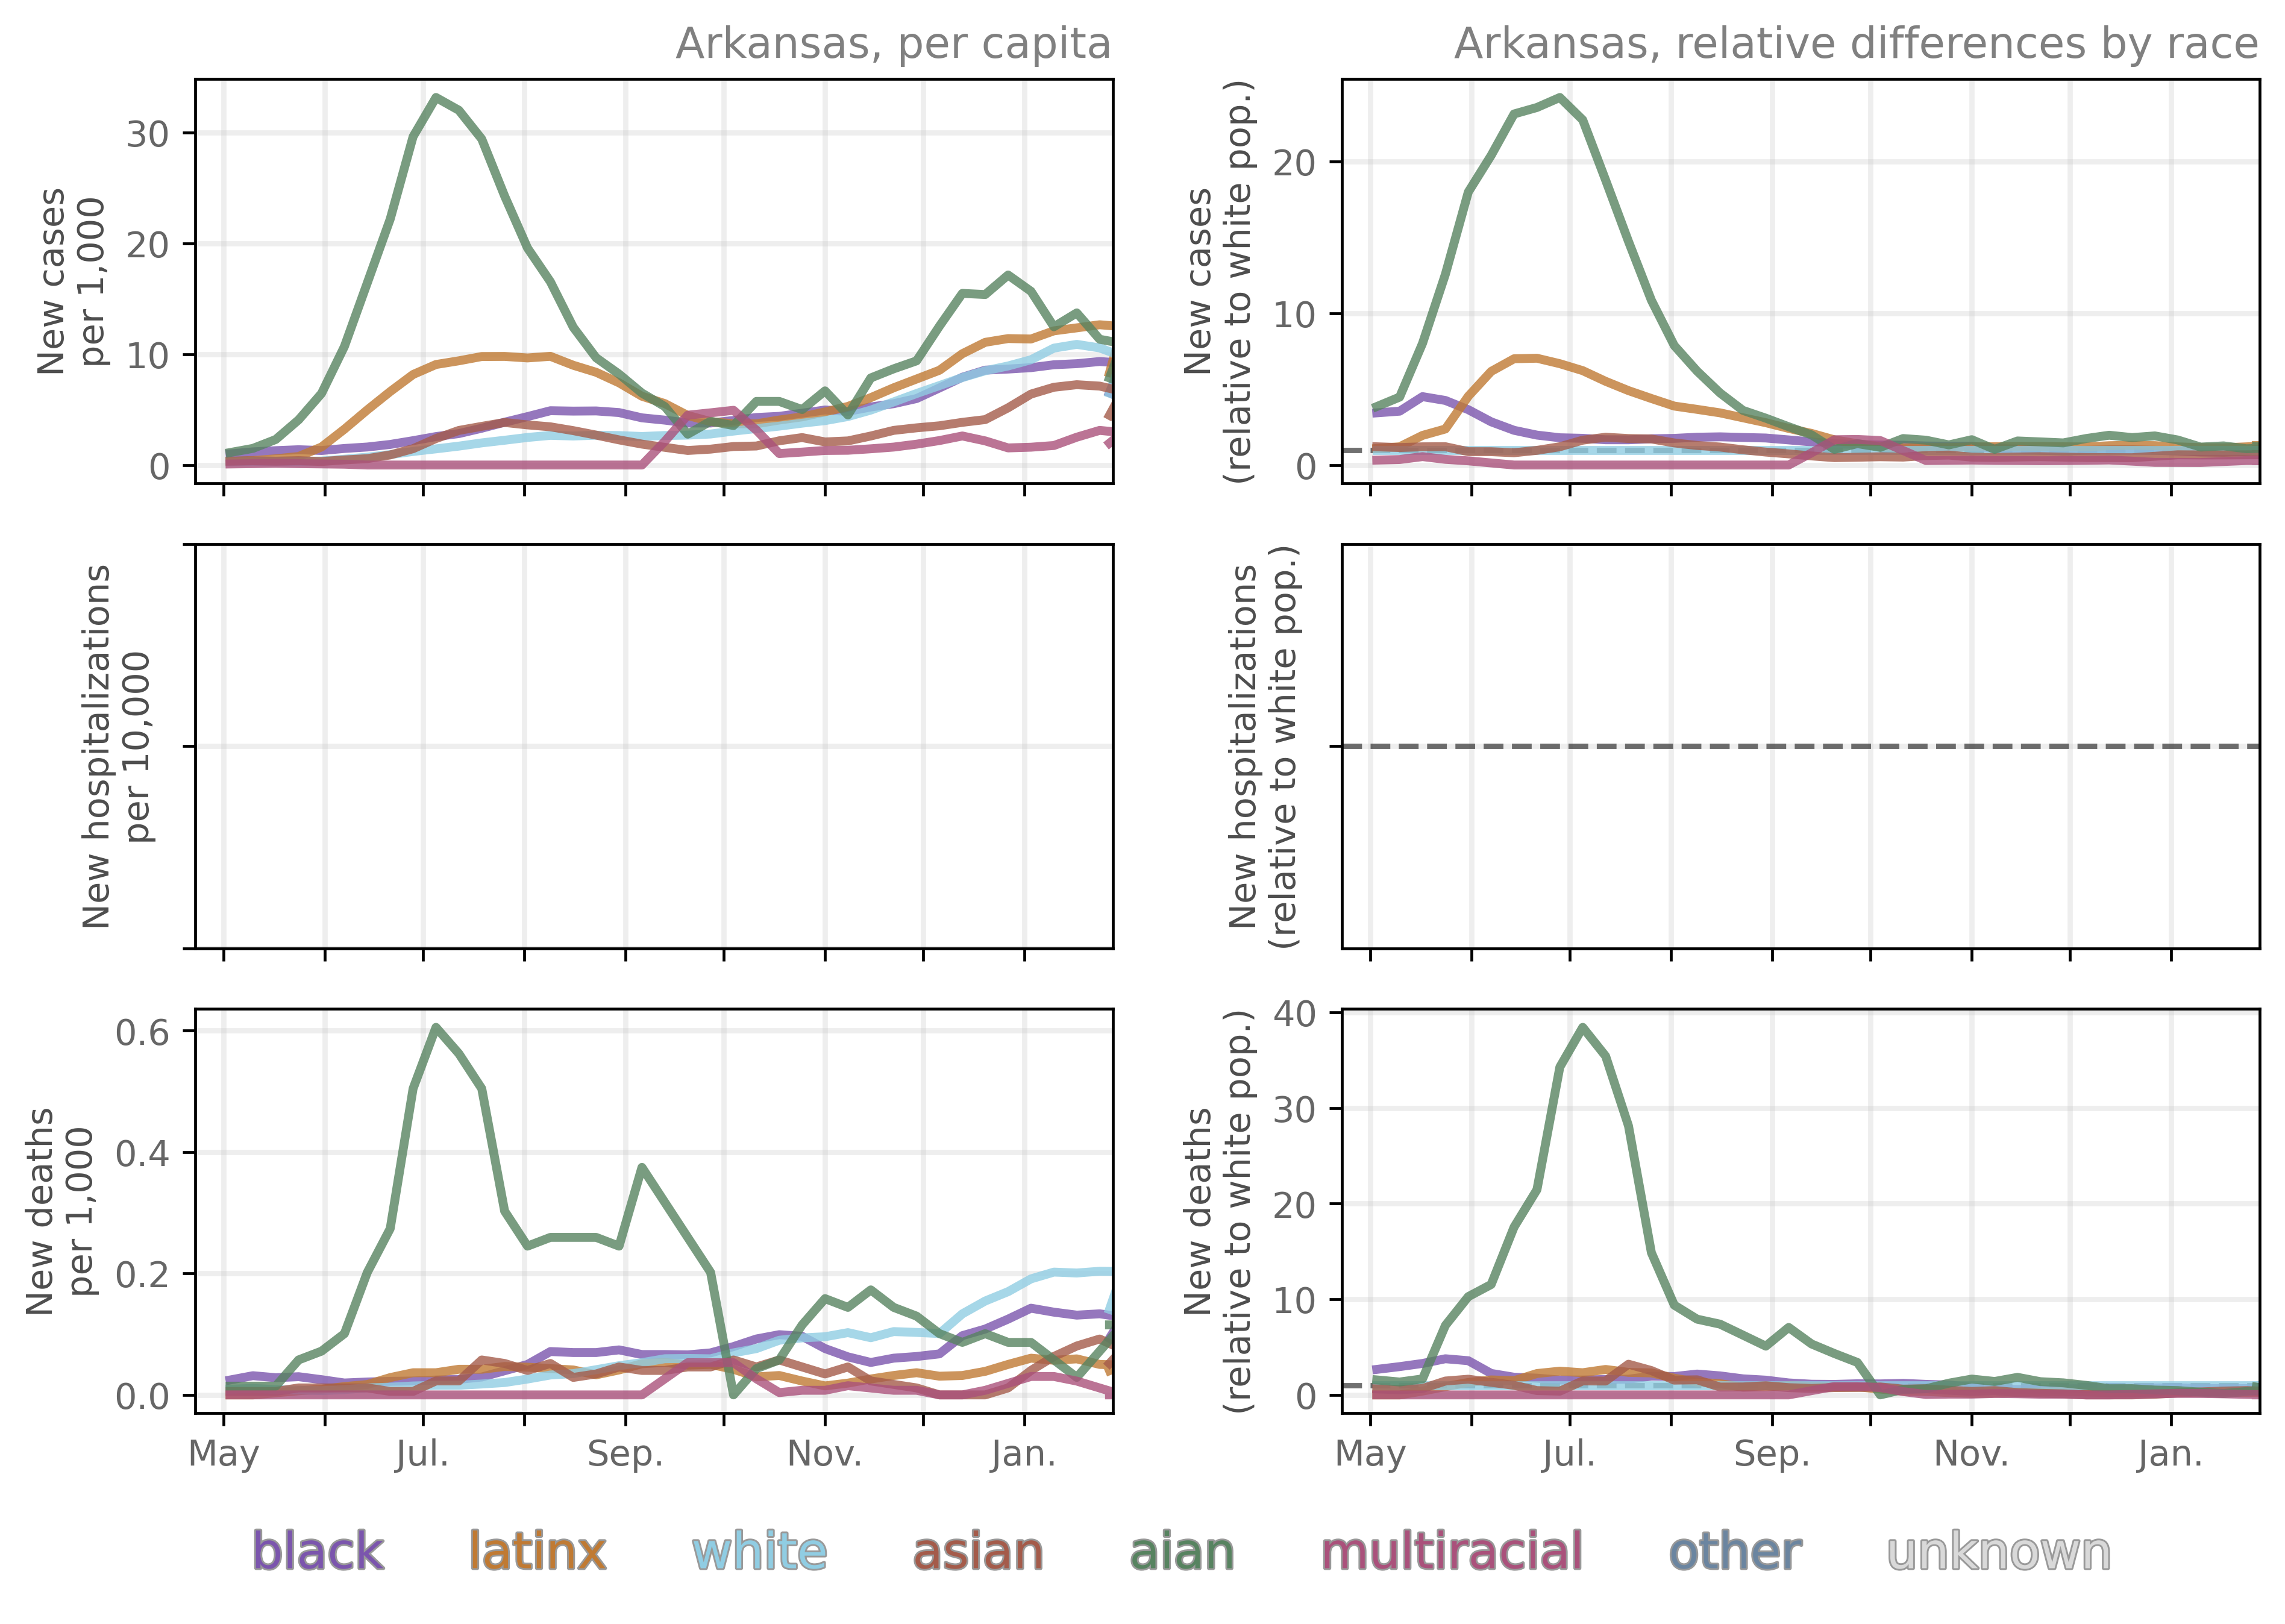 Arkansas, per capita
New cases
per 1,000
30
20
10
0
Arkansas, relative differences by race
New cases
(relative to white pop.)
20
10
0
New hospitalizations
per 10,000
New hospitalizations
(relative to white pop.)
New deaths
per 1,000
0.6
0.4
0.2
0.0
May Jul. Sep. Nov. Jan.
New deaths
(relative to white pop.)
40
30
20
10
0
May Jul. Sep. Nov. Jan.
black latinx white asian aian multiracial other unknown